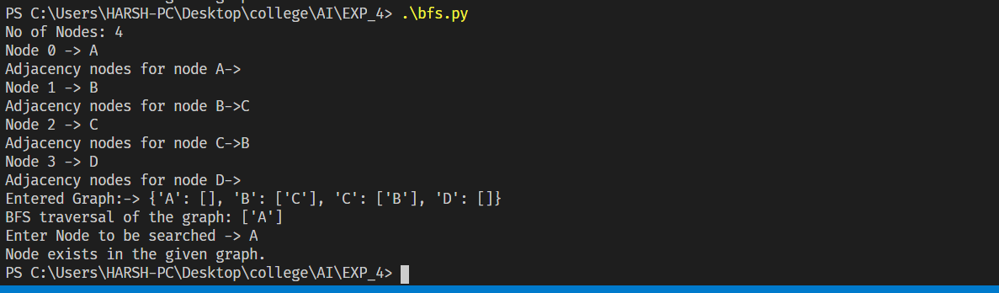 PS C:\Users\HARSH-PC\Desktop\college\AI\EXP_4> .\bfs.py
No of Nodes: 4
Node 0 -> A
Adjacency nodes for node A->
Node 1 -> B
Adjacency nodes for node B->C
Node 2 -> C
Adjacency nodes for node C->B
Node 3 -> D
Adjacency nodes for node D->
Entered Graph:-> {'A': [], 'B': ['C'], 'C': ['B'], 'D': []}
BFS traversal of the graph: ['A']
Enter Node to be searched -> A
Node exists in the given graph.
PS C:\Users\HARSH-PC\Desktop\college\AI\EXP_4>